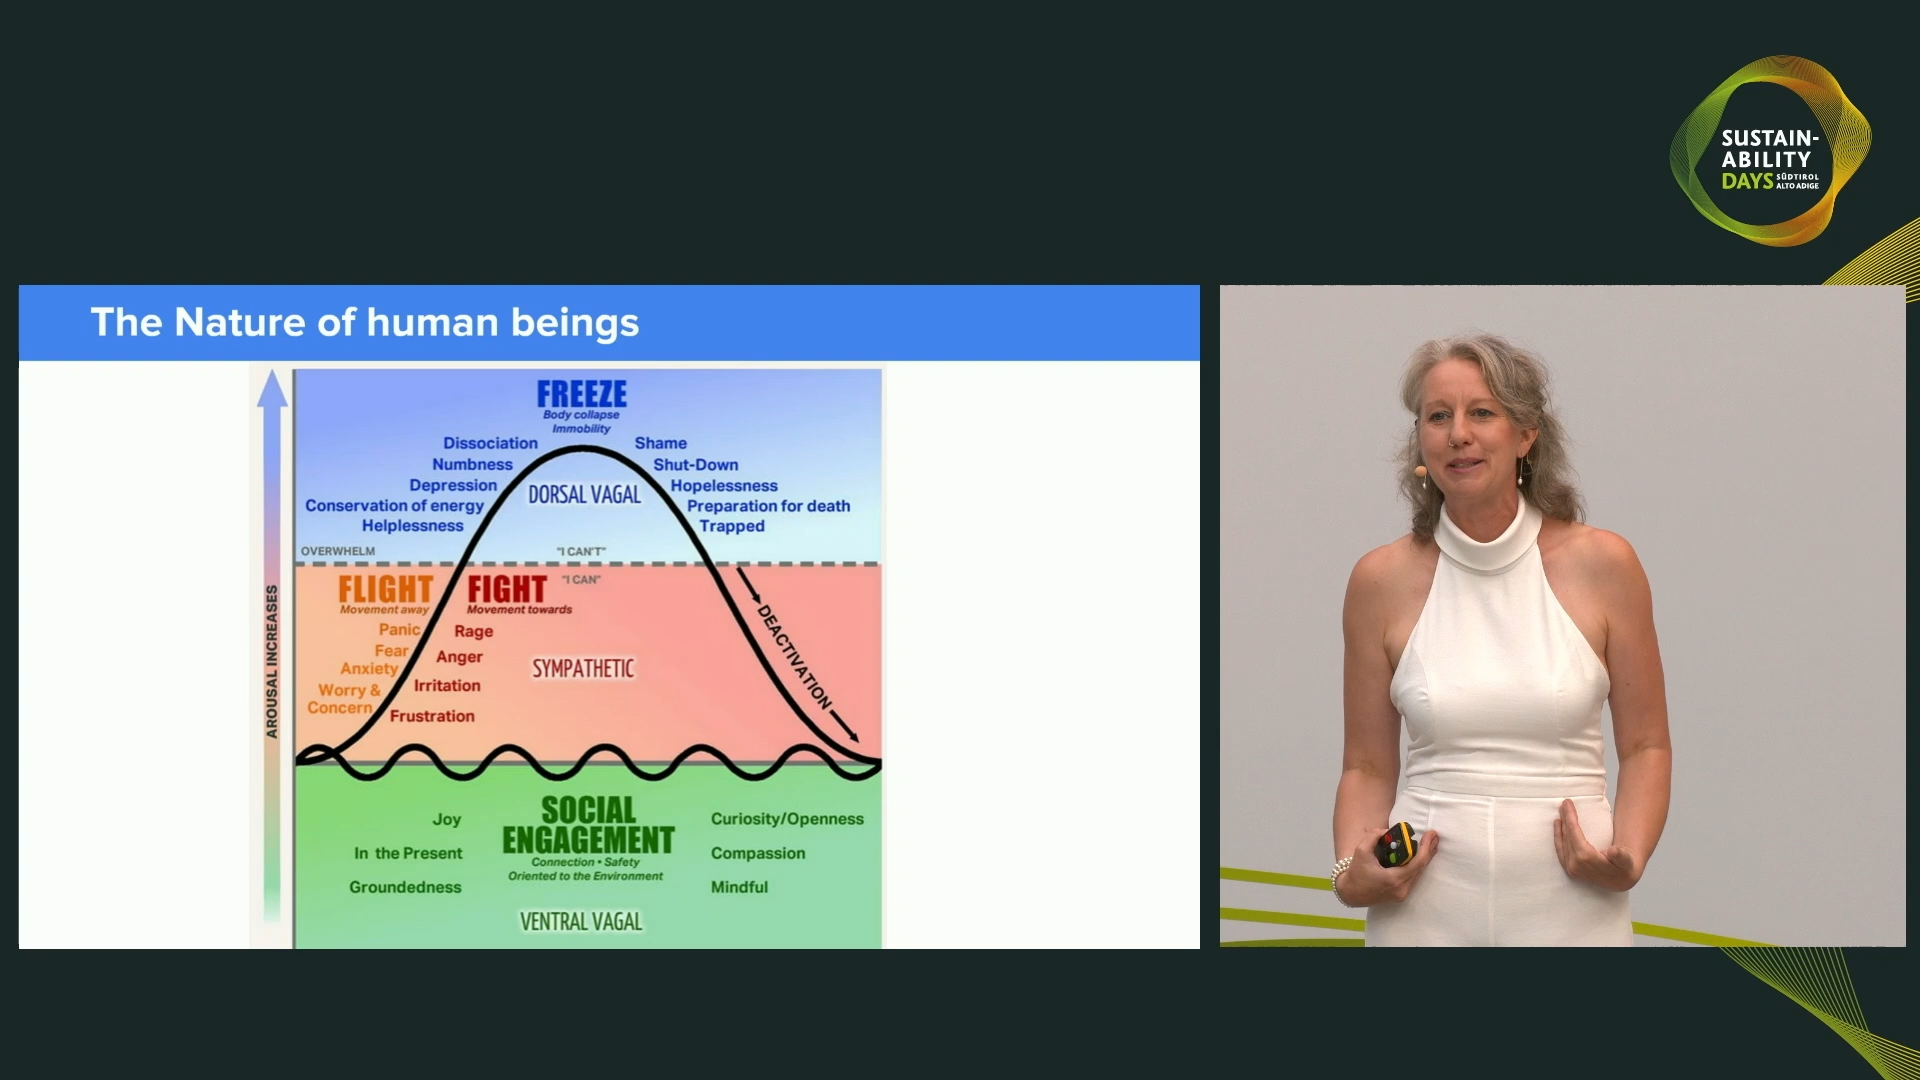 SUSTAIN-
ABILITY
DAYS SÜDTIROL
ALTO ADIGE
The Nature of human beings
FREEZE
Body collapse
Immobility
Dissociation
Numbness
Depression
Conservation of energy
Helplessness
Shame
Shut-Down
Hopelessness
Preparation for death
Trapped
DORSAL VAGAL
OVERWHELM
"I CAN'T"
"I CAN"
FLIGHT
Movement away
Panic
Fear
Anxiety
Worry &
Concern
FIGHT
Movement towards
Rage
Anger
Irritation
Frustration
SYMPATHETIC
DEACTIVATION
AROUSAL INCREASES
SOCIAL
ENGAGEMENT
Connection • Safety
Oriented to the Environment
Joy
In the Present
Groundedness
Curiosity/Openness
Compassion
Mindful
VENTRAL VAGAL